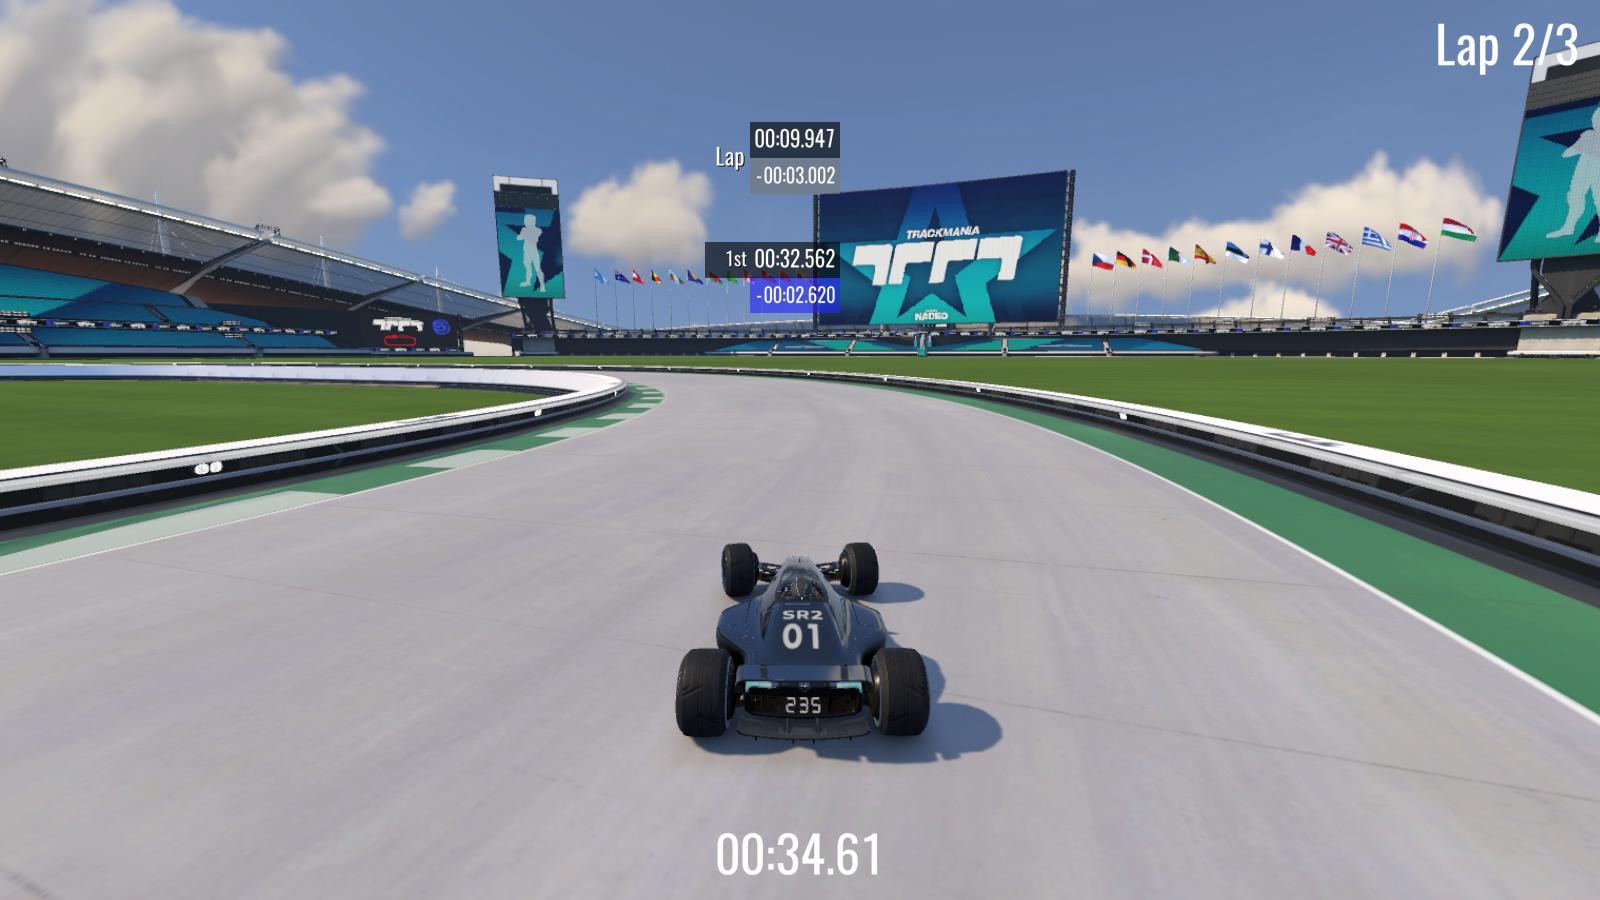 Lap 2/3
00:09.947
Lap
-00:03.002
1st 00:32.562
-00:02.620
TRACKMANIA
NADEO
SR2
01
235
00:34.61